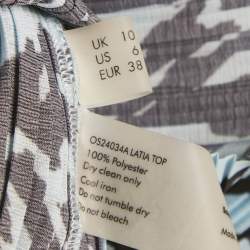 UK 10
US 6
EUR 38
OS24034A LATIA TOP
100% Polyester
Dry clean only
Cool iron
Do not tumble dry
Do not bleach